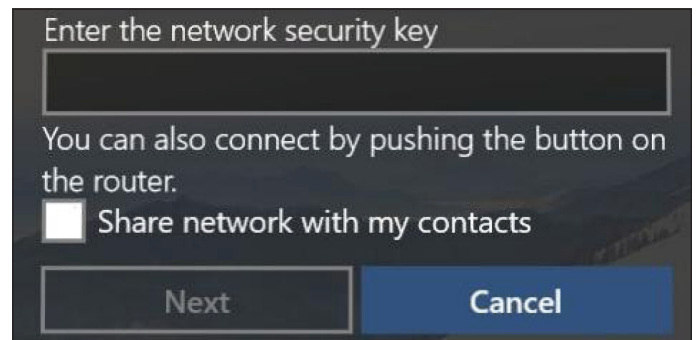 Enter the network security key
You can also connect by pushing the button on
the router.
Share network with my contacts
Next
Cancel